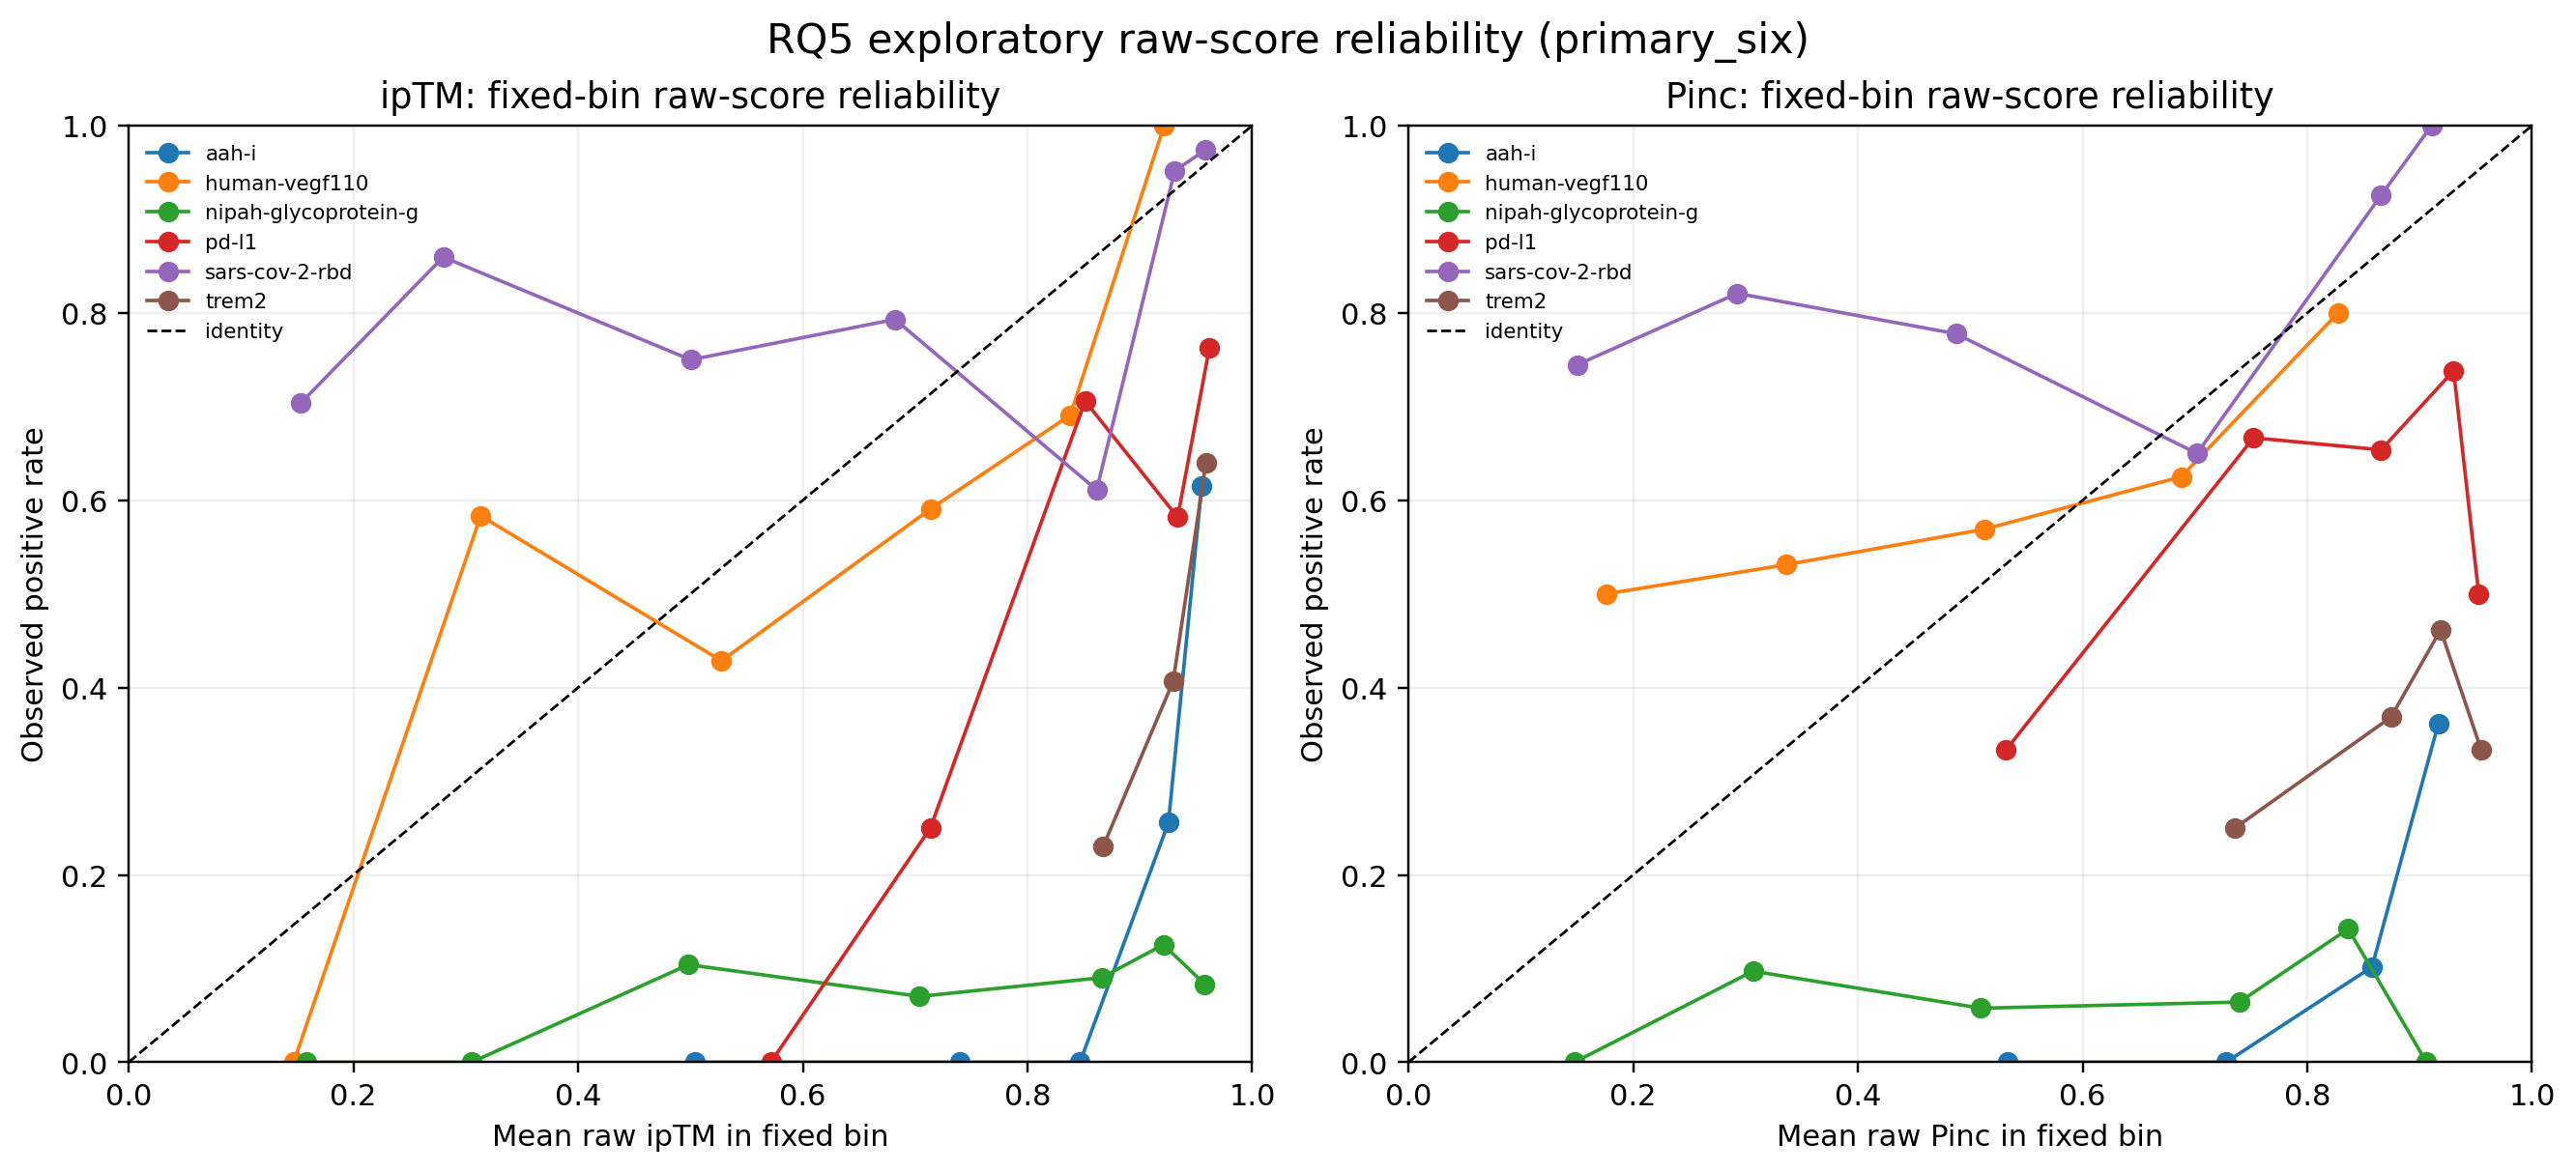 RQ5 exploratory raw-score reliability (primary_six)
ipTM: fixed-bin raw-score reliability
1.0
0.8
0.6
0.4
0.2
0.0
Observed positive rate
aah-i
human-vegf110
nipah-glycoprotein-g
pd-l1
sars-cov-2-rbd
trem2
identity
0.0 0.2 0.4 0.6 0.8 1.0
Mean raw ipTM in fixed bin
Pinc: fixed-bin raw-score reliability
1.0
0.8
0.6
0.4
0.2
0.0
Observed positive rate
aah-i
human-vegf110
nipah-glycoprotein-g
pd-l1
sars-cov-2-rbd
trem2
identity
0.0 0.2 0.4 0.6 0.8 1.0
Mean raw Pinc in fixed bin